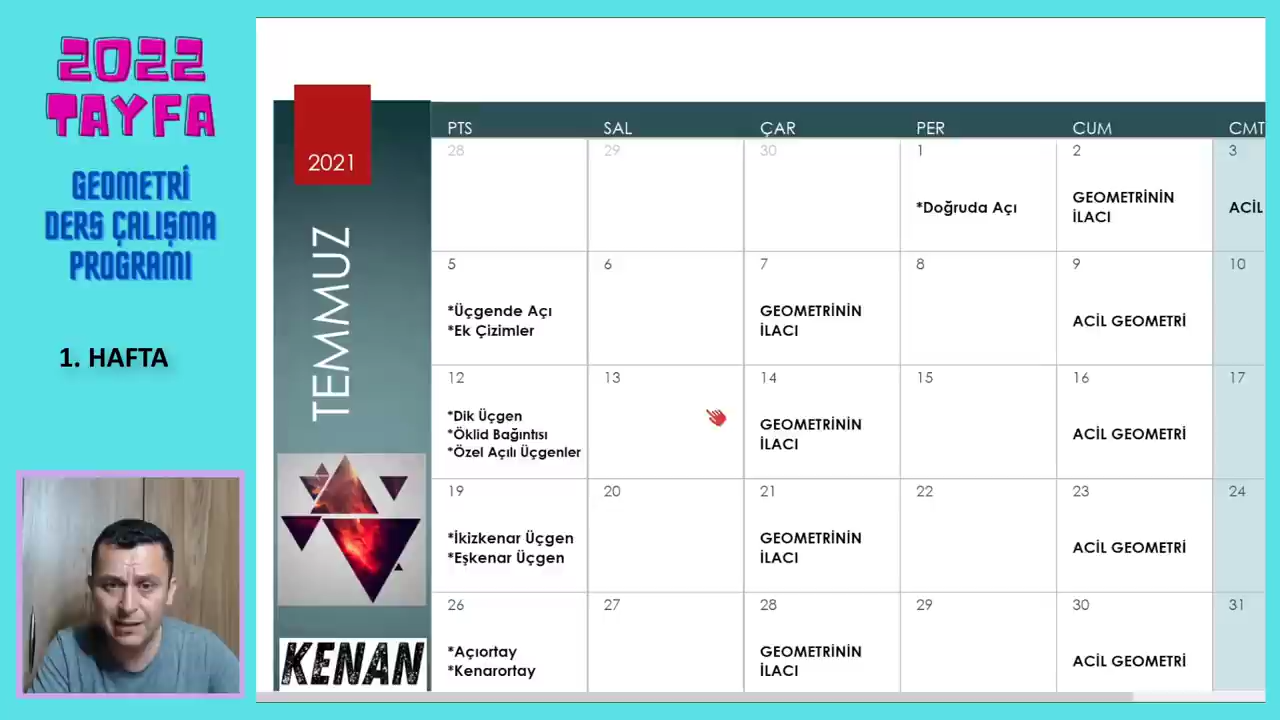 2022
TAYFA
GEOMETRİ
DERS ÇALIŞMA
PROGRAMI
1. HAFTA
2021
TEMMUZ
KENAN
PTS SAL ÇAR PER CUM CMT
28 29 30 1 2 3
*Doğruda Açı
GEOMETRİNİN
İLACI
ACİL
5 6 7 8 9 10
*Üçgende Açı
*Ek Çizimler
GEOMETRİNİN
İLACI
ACİL GEOMETRİ
12 13 14 15 16 17
*Dik Üçgen
*Öklid Bağıntısı
*Özel Açılı Üçgenler
GEOMETRİNİN
İLACI
ACİL GEOMETRİ
19 20 21 22 23 24
*İkizkenar Üçgen
*Eşkenar Üçgen
GEOMETRİNİN
İLACI
ACİL GEOMETRİ
26 27 28 29 30 31
*Açıortay
*Kenarortay
GEOMETRİNİN
İLACI
ACİL GEOMETRİ